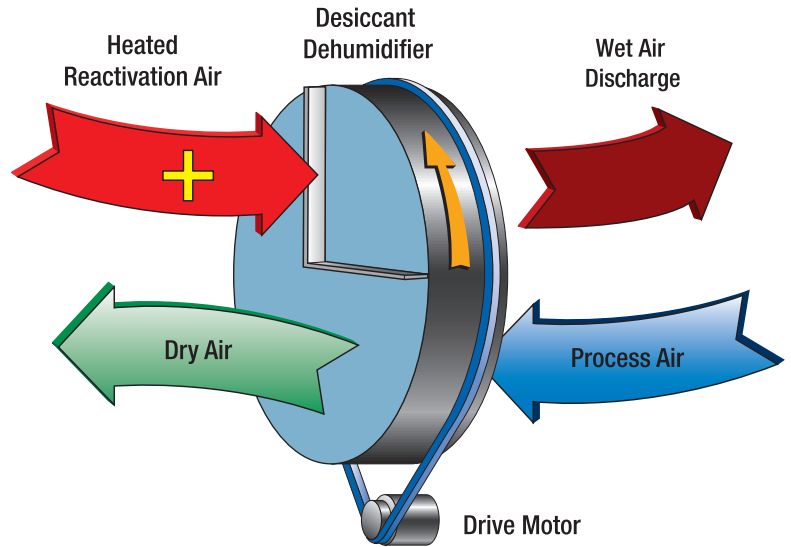 Desiccant
Dehumidifier
Heated
Reactivation Air
Wet Air
Discharge
Dry Air
Process Air
Drive Motor